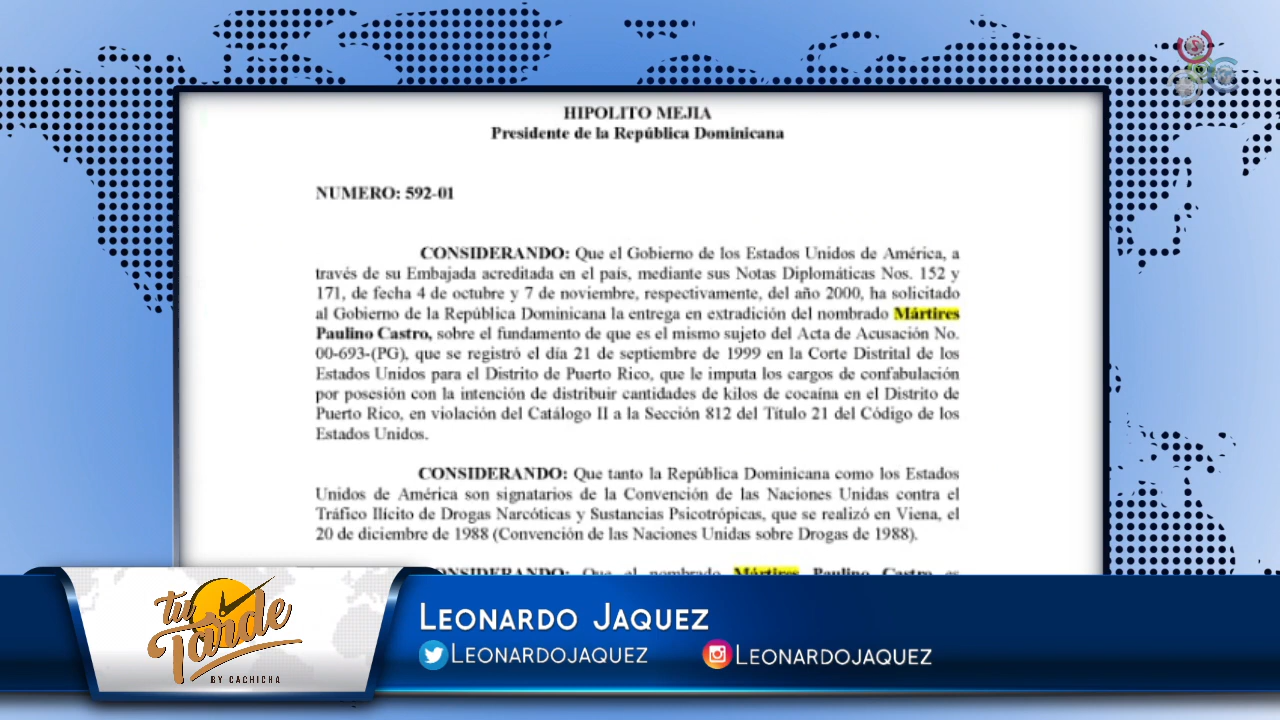 HIPOLITO MEJIA
Presidente de la República Dominicana
NUMERO: 592-01
CONSIDERANDO: Que el Gobierno de los Estados Unidos de América, a
través de su Embajada acreditada en el país, mediante sus Notas Diplomáticas Nos. 152 y
171, de fecha 4 de octubre y 7 de noviembre, respectivamente, del año 2000, ha solicitado
al Gobierno de la República Dominicana la entrega en extradición del nombrado Mártires
Paulino Castro, sobre el fundamento de que es el mismo sujeto del Acta de Acusación No.
00-693-(PG), que se registró el día 21 de septiembre de 1999 en la Corte Distrital de los
Estados Unidos para el Distrito de Puerto Rico, que le imputa los cargos de confabulación
por posesión con la intención de distribuir cantidades de kilos de cocaína en el Distrito de
Puerto Rico, en violación del Catálogo II a la Sección 812 del Título 21 del Código de los
Estados Unidos.
CONSIDERANDO: Que tanto la República Dominicana como los Estados
Unidos de América son signatarios de la Convención de las Naciones Unidas contra el
Tráfico Ilícito de Drogas Narcóticas y Sustancias Psicotrópicas, que se realizó en Viena, el
20 de diciembre de 1988 (Convención de las Naciones Unidas sobre Drogas de 1988).
CONSIDERANDO: Que el nombrado Mártires Paulino Castro es
tu Tarde
BY CACHICHA
LEONARDO JAQUEZ
LEONARDOJAQUEZ LEONARDOJAQUEZ